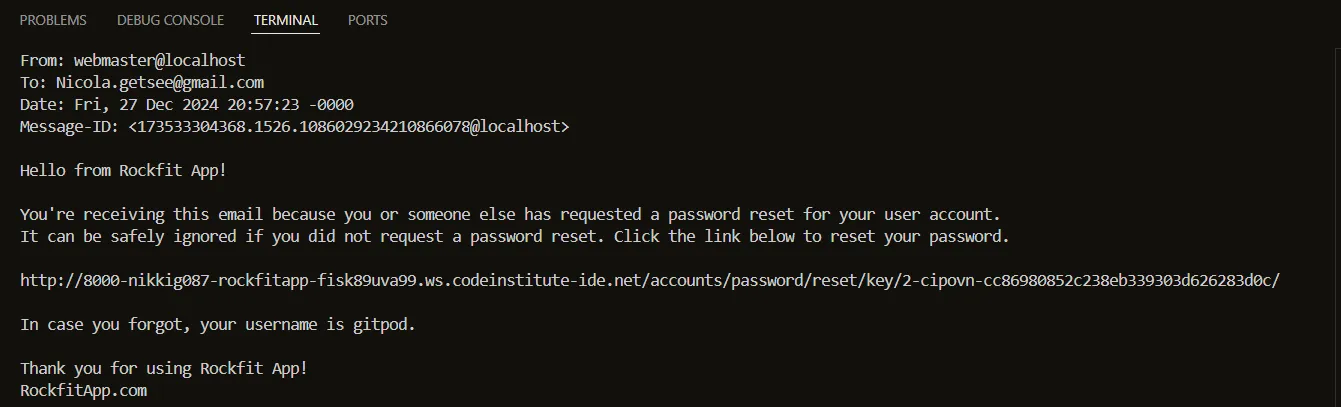 PROBLEMS DEBUG CONSOLE TERMINAL PORTS
From: webmaster@localhost
To: Nicola.getsee@gmail.com
Date: Fri, 27 Dec 2024 20:57:23 -0000
Message-ID: <173533304368.1526.1086029234210866078@localhost>
Hello from Rockfit App!
You're receiving this email because you or someone else has requested a password reset for your user account.
It can be safely ignored if you did not request a password reset. Click the link below to reset your password.
http://8000-nikkig087-rockfitapp-fisk89uva99.ws.codeinstitute-ide.net/accounts/password/reset/key/2-cipovn-cc86980852c238eb339303d626283d0c/
In case you forgot, your username is gitpod.
Thank you for using Rockfit App!
RockfitApp.com